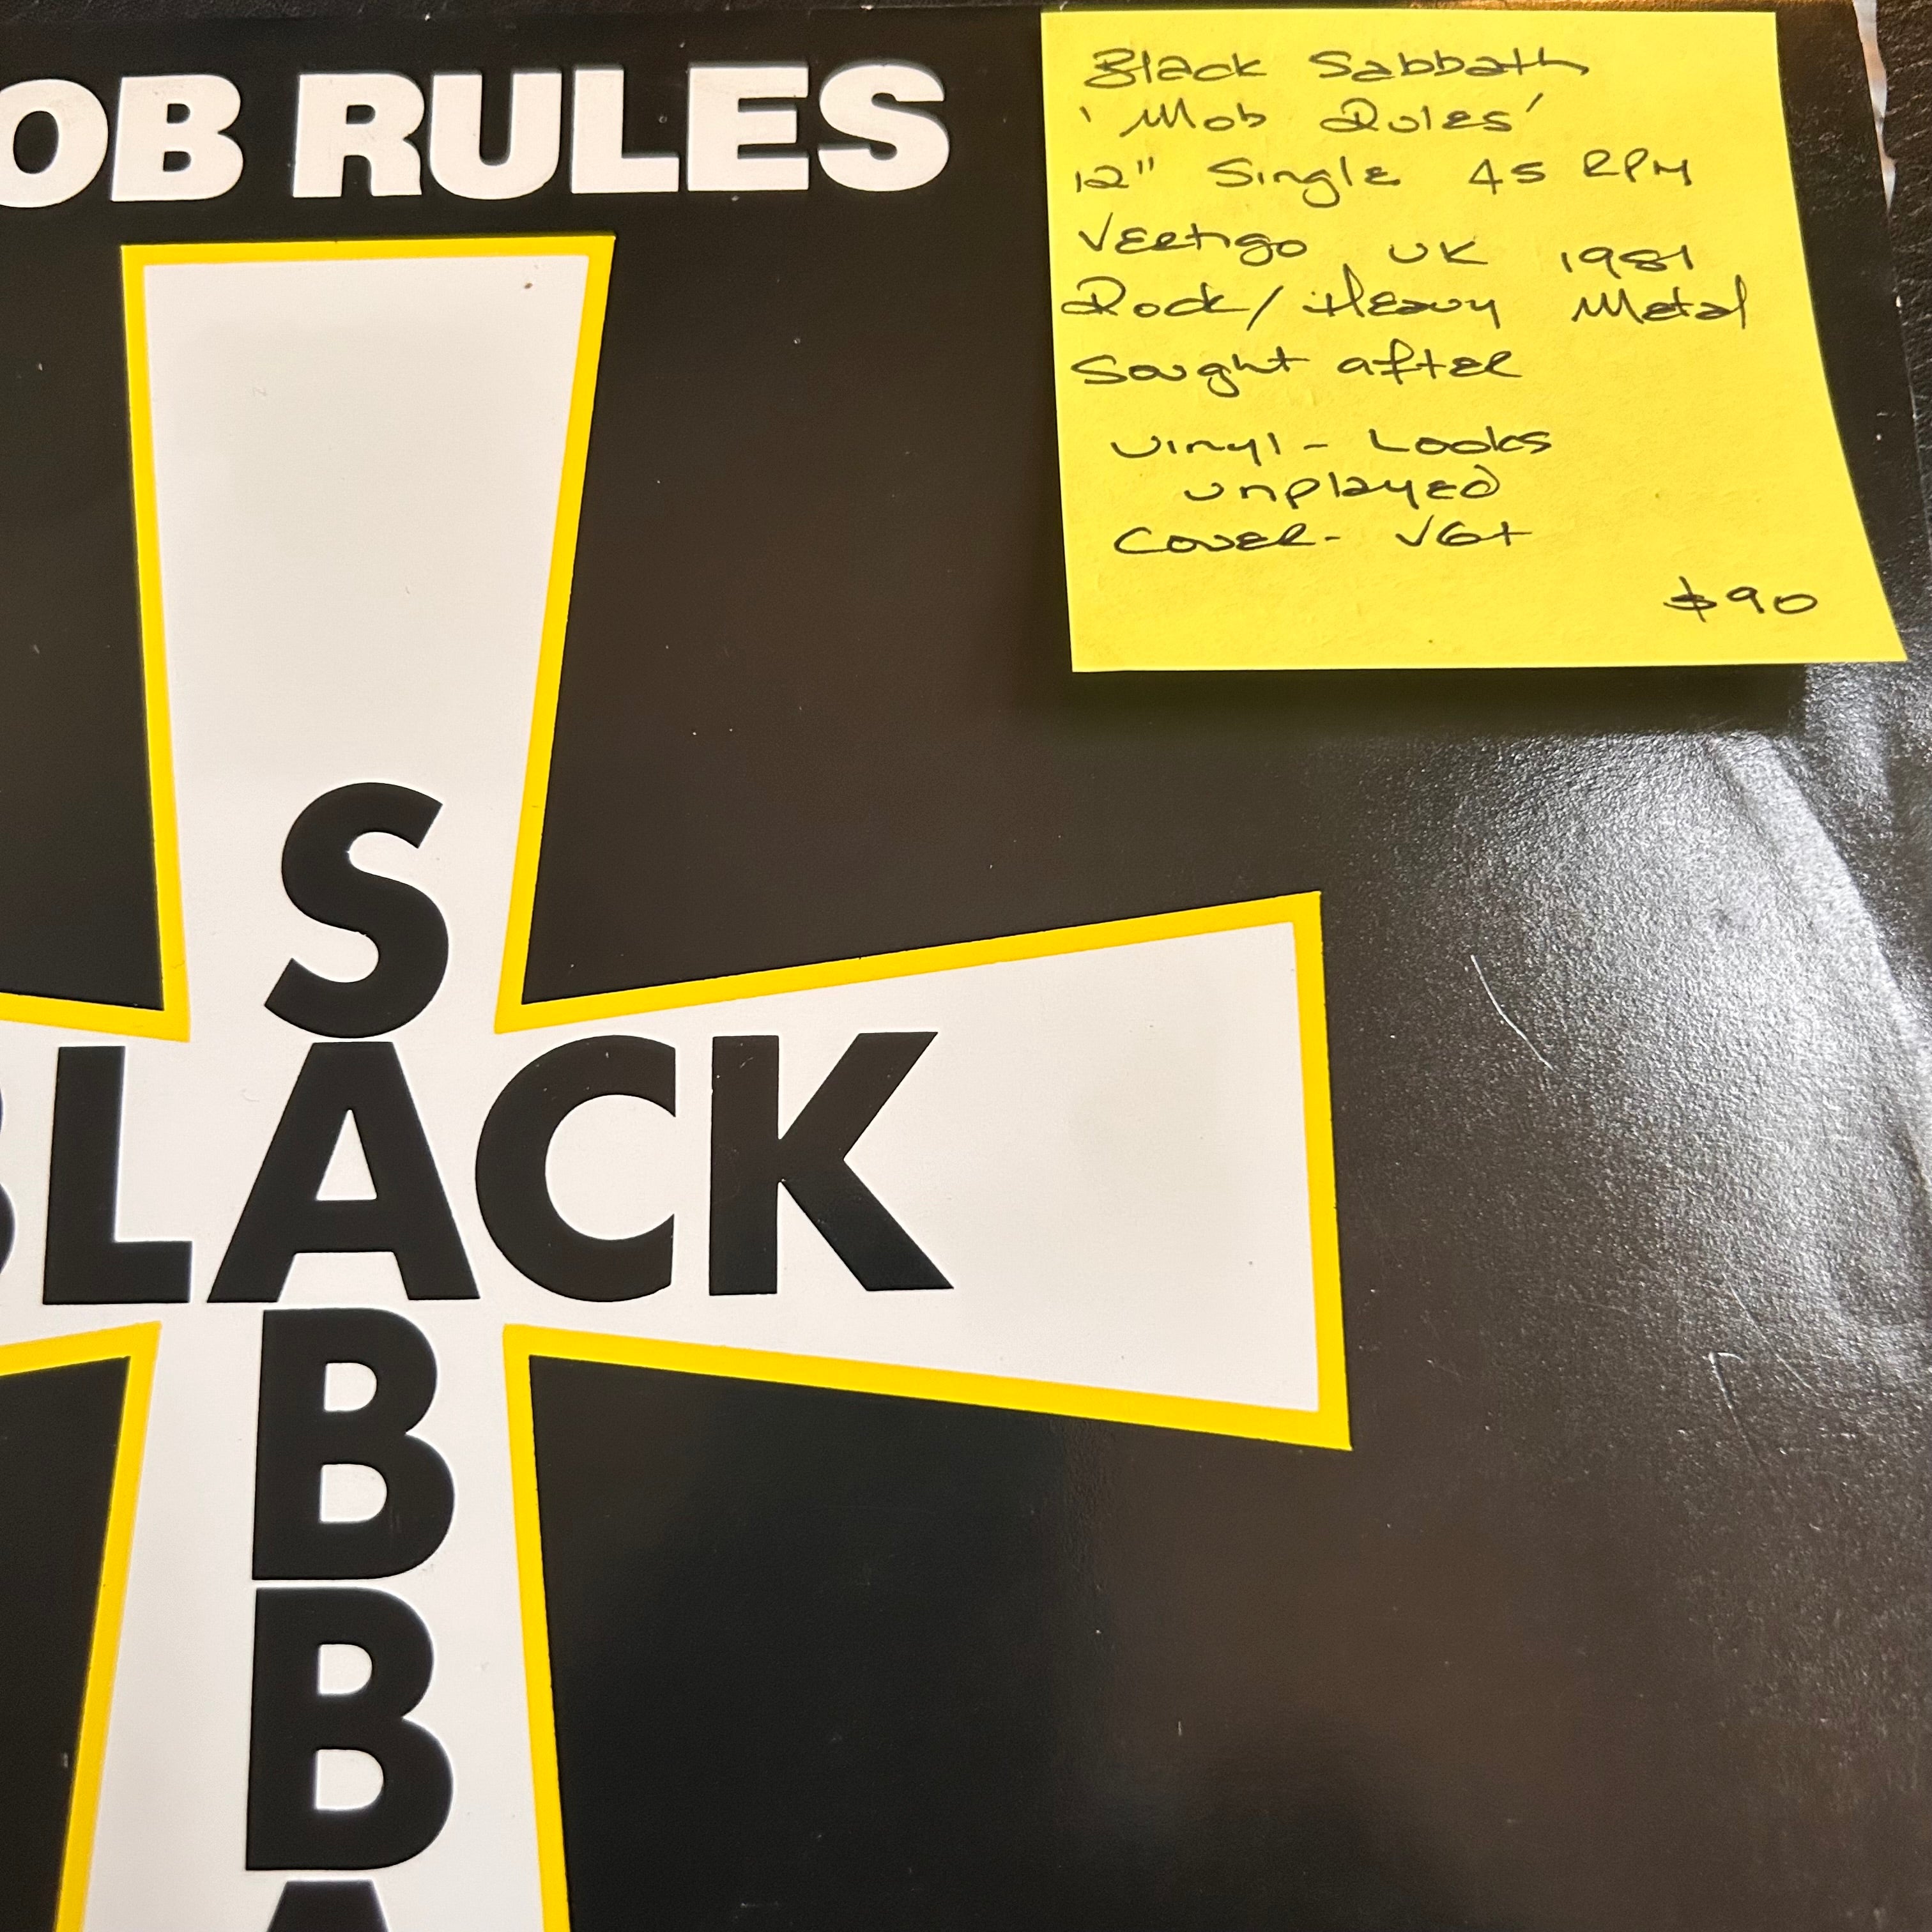 OB RULES
Black Sabbath
'Mob Rules'
12" Single 45 RPM
Vertigo UK 1981
Rock/Heavy Metal
Sought after
Vinyl - Looks
unplayed
Cover - VG+
$90
S
BLACK
A
B
B
A